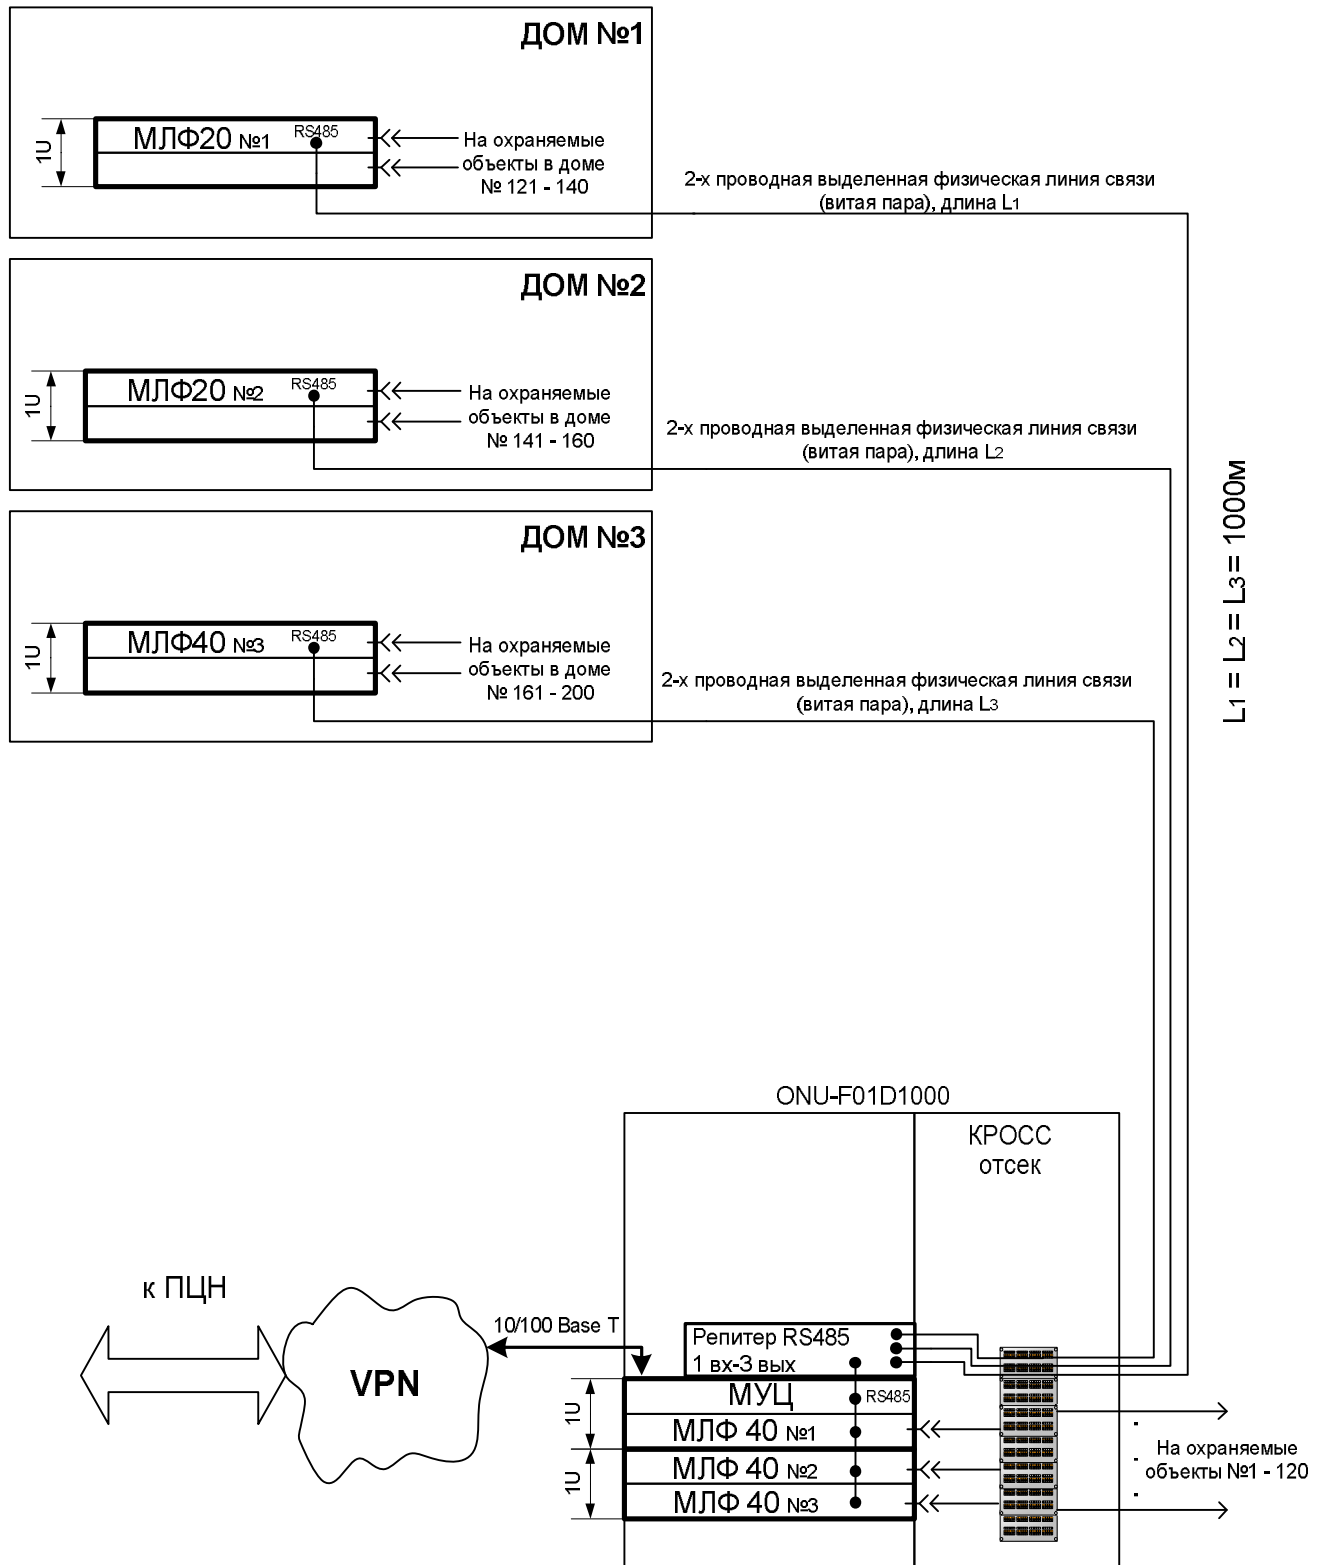 ДОМ №1
1U
МЛФ20 №1
RS485
На охраняемые
объекты в доме
№ 121 - 140
2-х проводная выделенная физическая линия связи
(витая пара), длина L1
ДОМ №2
1U
МЛФ20 №2
RS485
На охраняемые
объекты в доме
№ 141 - 160
2-х проводная выделенная физическая линия связи
(витая пара), длина L2
L1 = L2 = L3 = 1000м
ДОМ №3
1U
МЛФ40 №3
RS485
На охраняемые
объекты в доме
№ 161 - 200
2-х проводная выделенная физическая линия связи
(витая пара), длина L3
ONU-F01D1000
КРОСС
отсек
к ПЦН
VPN
10/100 Base T
Репитер RS485
1 вх-3 вых
1U
МУЦ
RS485
МЛФ 40 №1
1U
МЛФ 40 №2
МЛФ 40 №3
На охраняемые
объекты №1 - 120